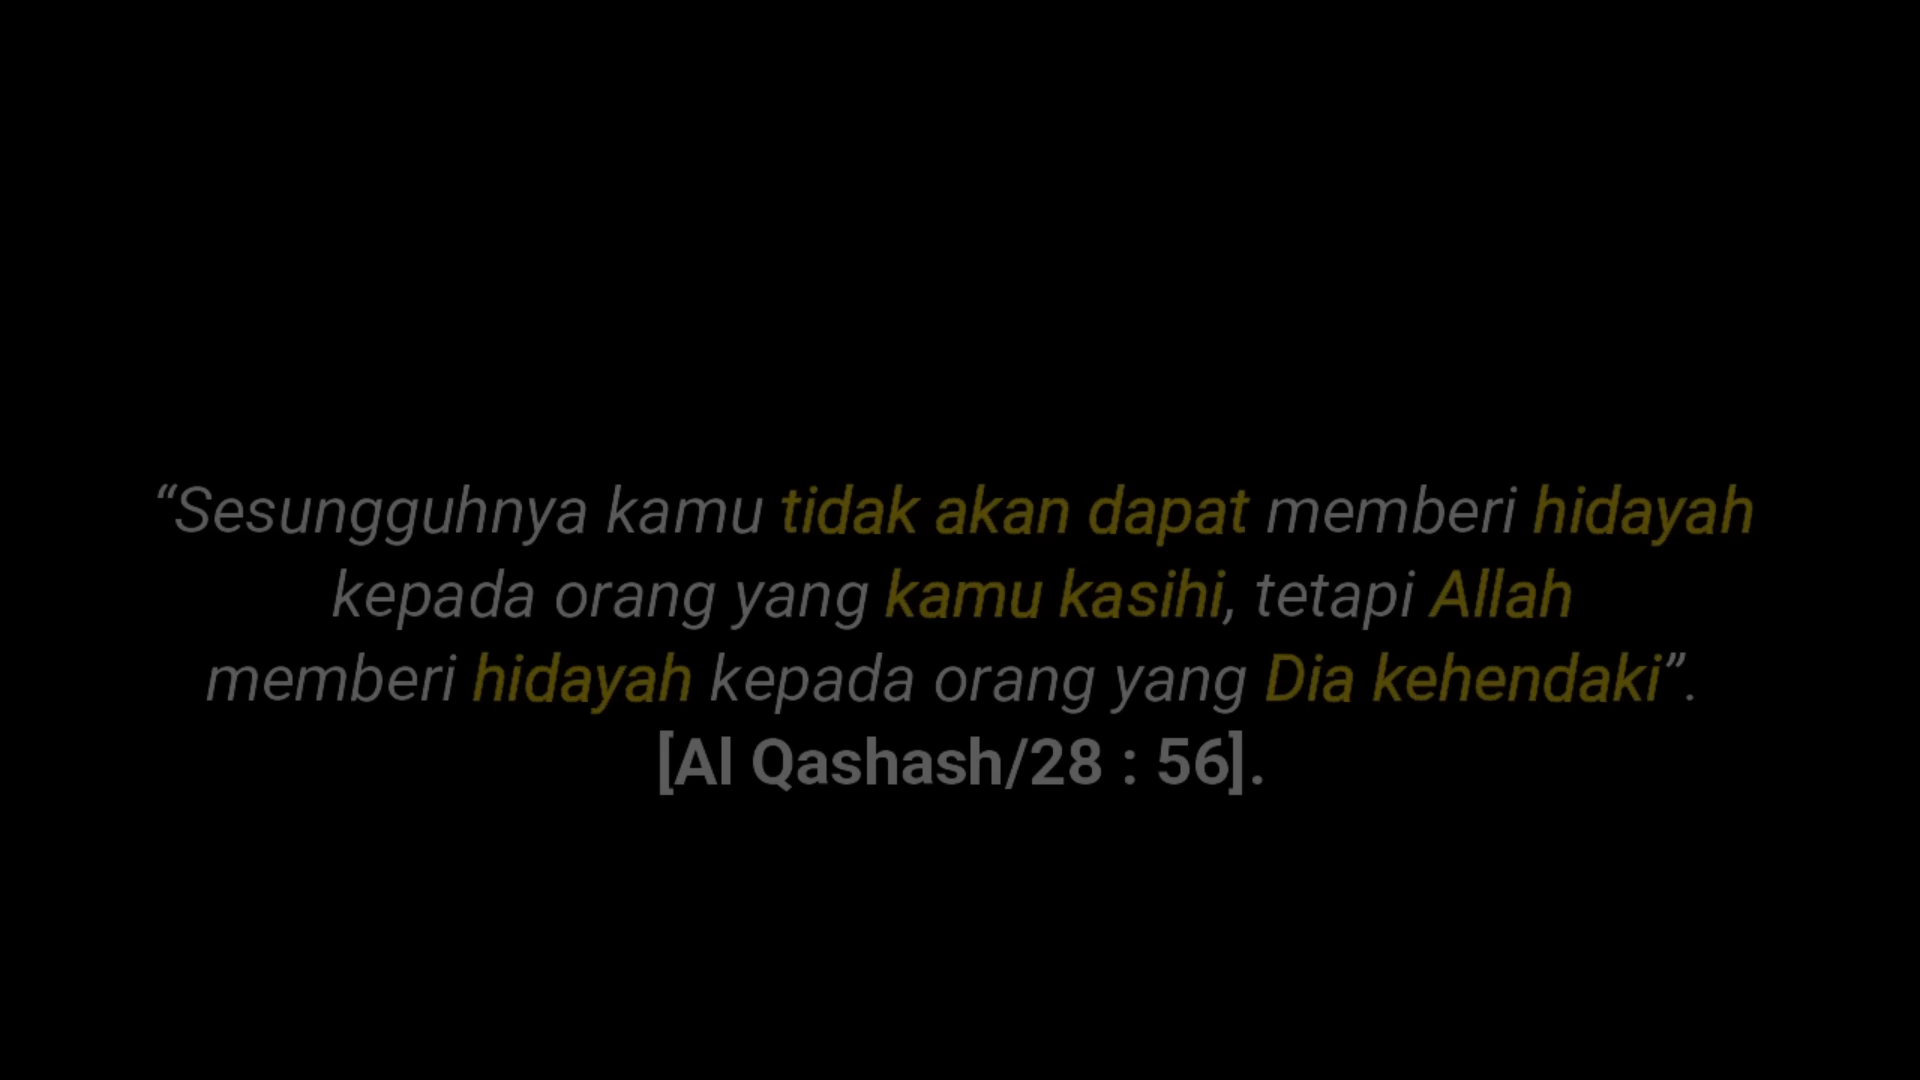 “Sesungguhnya kamu tidak akan dapat memberi hidayah
kepada orang yang kamu kasihi, tetapi Allah
memberi hidayah kepada orang yang Dia kehendaki”.
[Al Qashash/28 : 56].